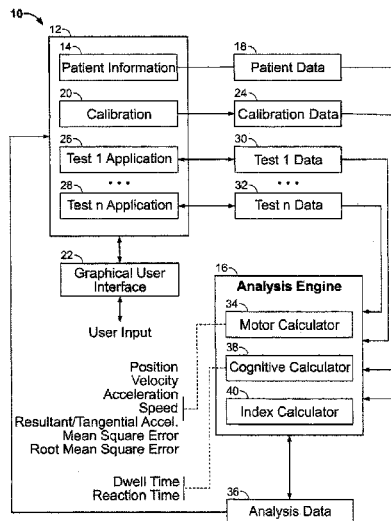 10
12
14
Patient Information
18
Patient Data
20
Calibration
24
Calibration Data
26
Test 1 Application
30
Test 1 Data
• • •
• • •
28
Test n Application
32
Test n Data
22
Graphical User
Interface
User Input
16
Analysis Engine
34
Motor Calculator
38
Cognitive Calculator
40
Index Calculator
Position
Velocity
Acceleration
Speed
Resultant/Tangential Accel.
Mean Square Error
Root Mean Square Error
Dwell Time
Reaction Time
36
Analysis Data